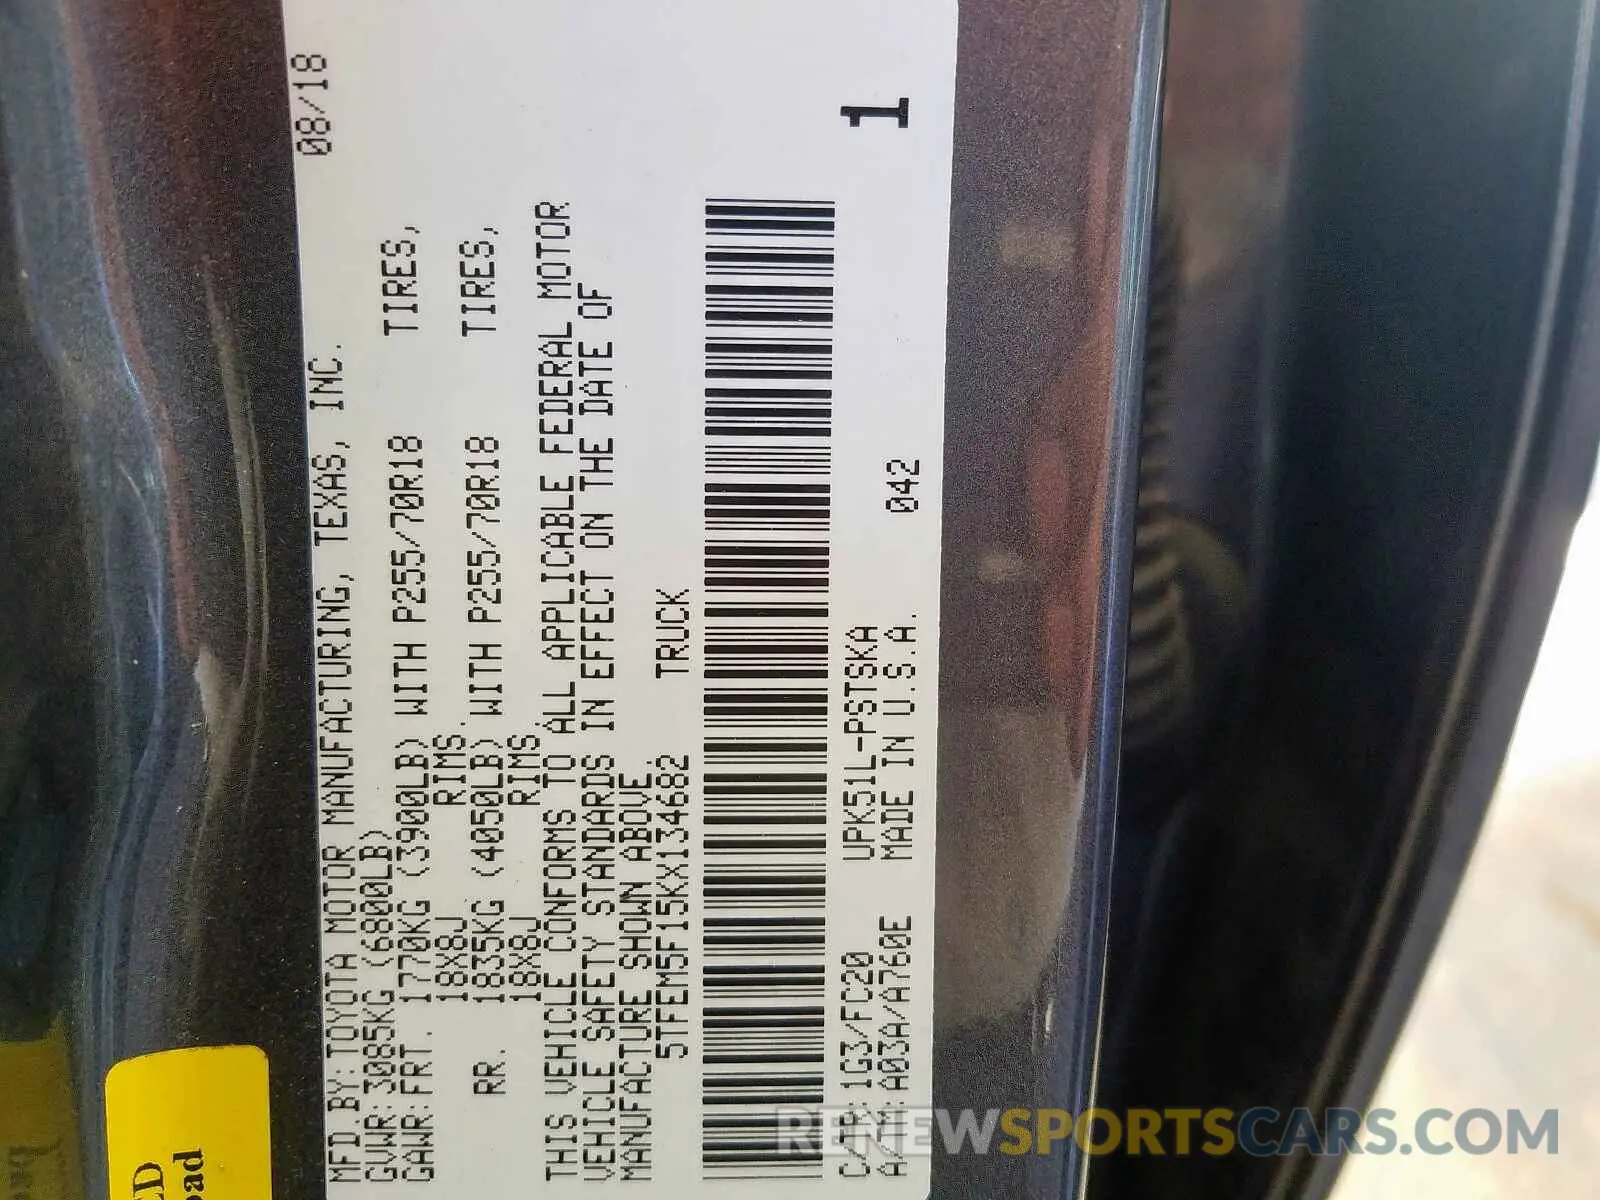 MFD.BY:TOYOTA MOTOR MANUFACTURING, TEXAS, INC. 08/18
GVWR:3085KG (6800LB)
GAWR:FRT. 1770KG (3900LB) WITH P255/70R18 TIRES,
18X8J RIMS.
RR. 1835KG (4050LB) WITH P255/70R18 TIRES,
18X8J RIMS.
THIS VEHICLE CONFORMS TO ALL APPLICABLE FEDERAL MOTOR
VEHICLE SAFETY STANDARDS IN EFFECT ON THE DATE OF
MANUFACTURE SHOWN ABOVE.
5TFEM5F15KX134682 TRUCK
C/TR:1G3/FC20 UPK51L-PSTSKA
A/TM:A03A/A760E MADE IN U.S.A. 042
1
RENEWSPORTSCARS.COM